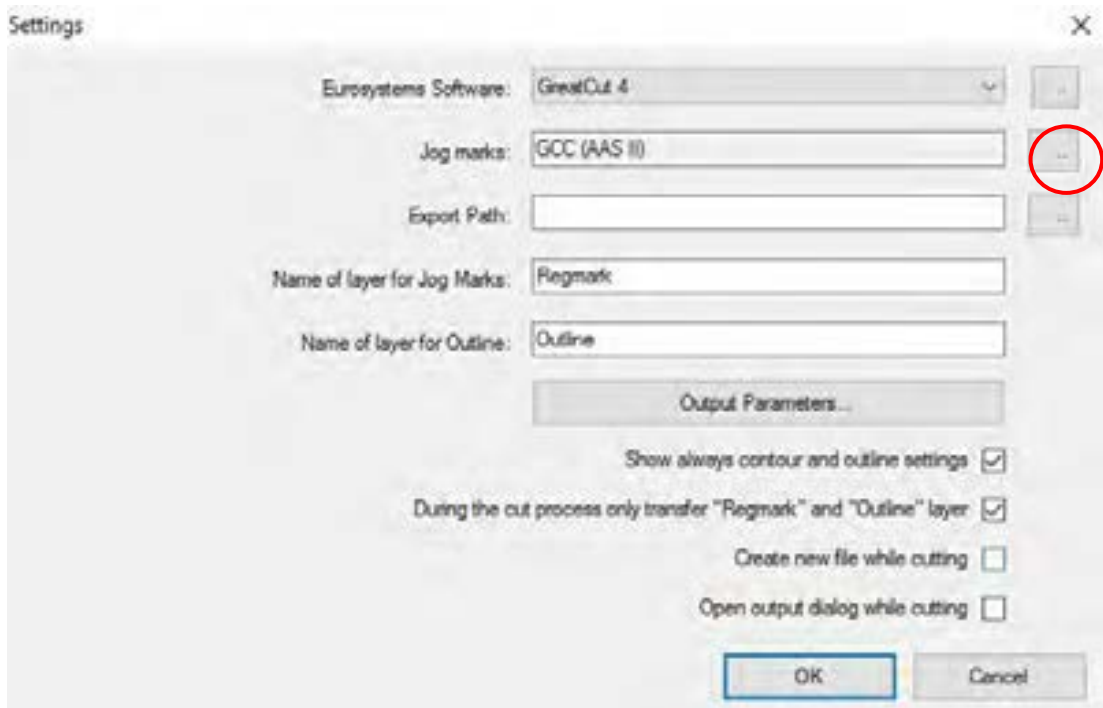 Settings
Eurosystems Software: GreatCut 4 ..
Jog marks: GCC (AAS II) ..
Export Path: ..
Name of layer for Jog Marks: Regmark
Name of layer for Outline: Outline
Output Parameters...
Show always contour and outline settings
During the cut process only transfer "Regmark" and "Outline" layer
Create new file while cutting
Open output dialog while cutting
OK Cancel